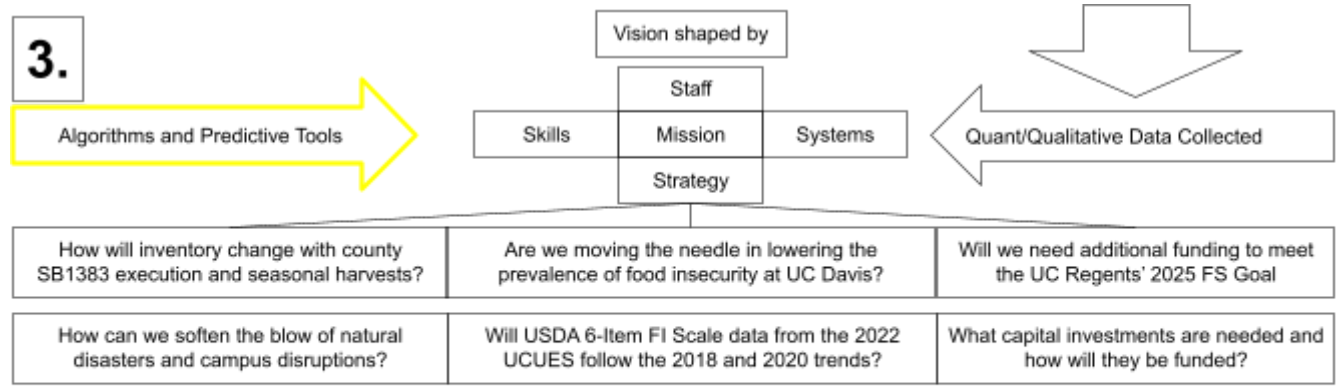 3.
Vision shaped by
Staff
Algorithms and Predictive Tools
Skills
Mission
Systems
Quant/Qualitative Data Collected
Strategy
How will inventory change with county
SB1383 execution and seasonal harvests?
Are we moving the needle in lowering the
prevalence of food insecurity at UC Davis?
Will we need additional funding to meet
the UC Regents' 2025 FS Goal
How can we soften the blow of natural
disasters and campus disruptions?
Will USDA 6-Item FI Scale data from the 2022
UCUES follow the 2018 and 2020 trends?
What capital investments are needed and
how will they be funded?